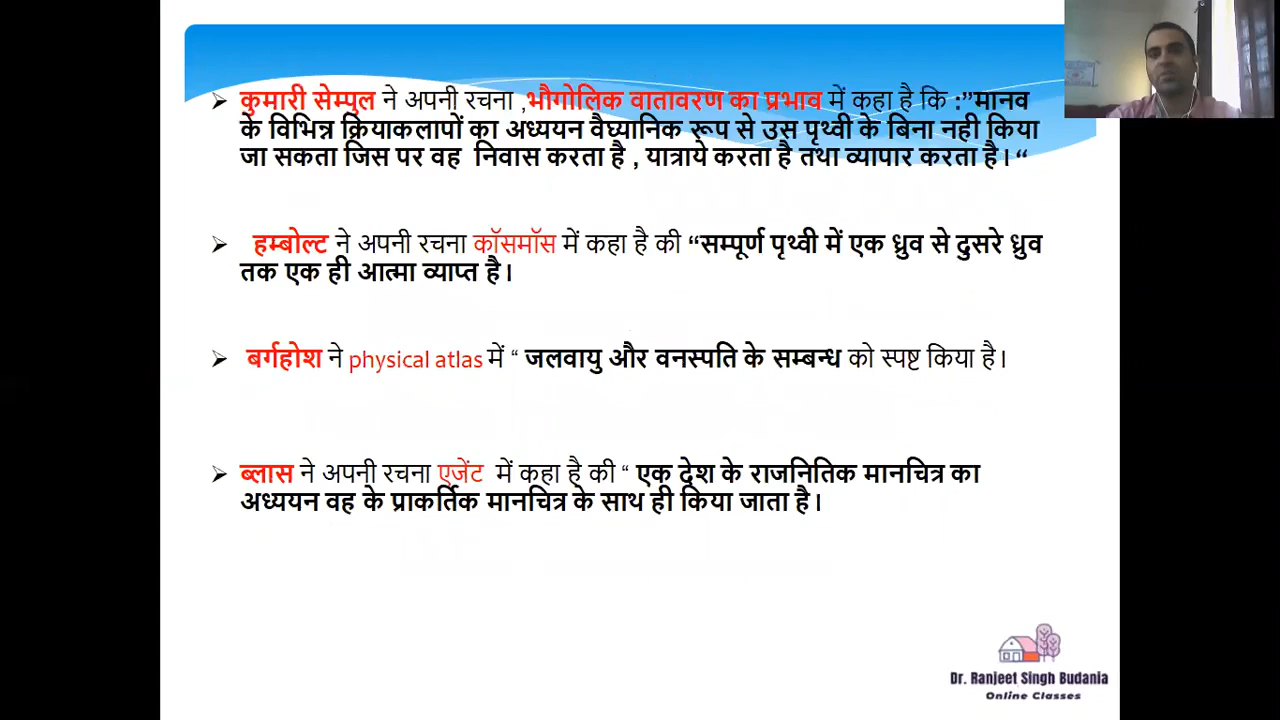 ➢ कुमारी सेम्पुल ने अपनी रचना ,भौगोलिक वातावरण का प्रभाव में कहा है कि :”मानव
के विभिन्न क्रियाकलापों का अध्ययन वैघ्यानिक रूप से उस पृथ्वी के बिना नही किया
जा सकता जिस पर वह निवास करता है , यात्राये करता है तथा व्यापार करता है। “
➢ हम्बोल्ट ने अपनी रचना कॉसमॉस में कहा है की “सम्पूर्ण पृथ्वी में एक ध्रुव से दुसरे ध्रुव
तक एक ही आत्मा व्याप्त है।
➢ बर्गहोश ने physical atlas में “ जलवायु और वनस्पति के सम्बन्ध को स्पष्ट किया है।
➢ ब्लास ने अपनी रचना एजेंट में कहा है की “ एक देश के राजनितिक मानचित्र का
अध्ययन वह के प्राकर्तिक मानचित्र के साथ ही किया जाता है।
Dr. Ranjeet Singh Budania
Online Classes